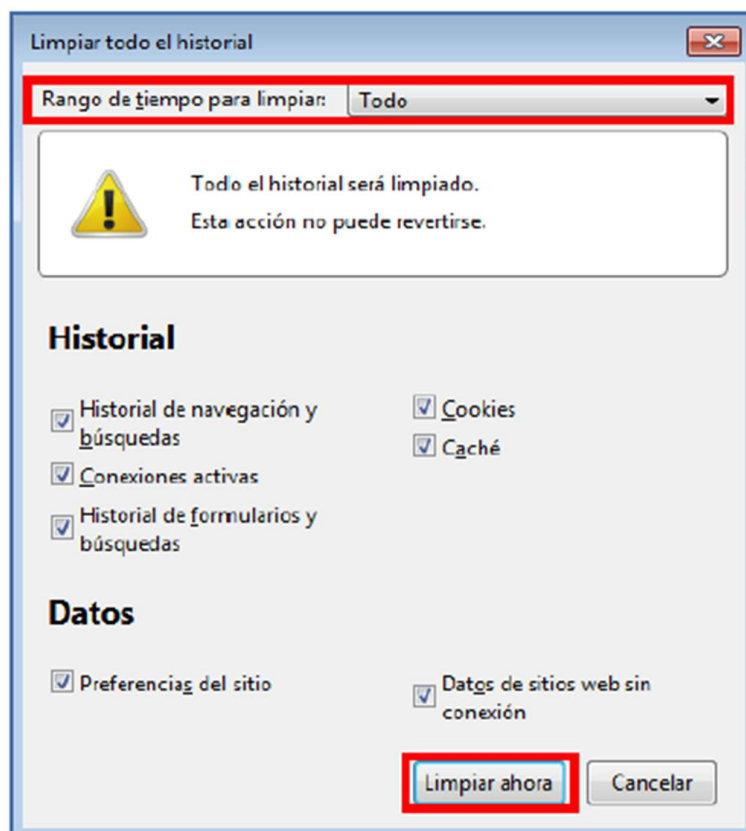 Limpiar todo el historial
Rango de tiempo para limpiar: Todo
Todo el historial será limpiado.
Esta acción no puede revertirse.
Historial
Historial de navegación y
búsquedas
Cookies
Caché
Conexiones activas
Historial de formularios y
búsquedas
Datos
Preferencias del sitio
Datos de sitios web sin
conexión
Limpiar ahora
Cancelar